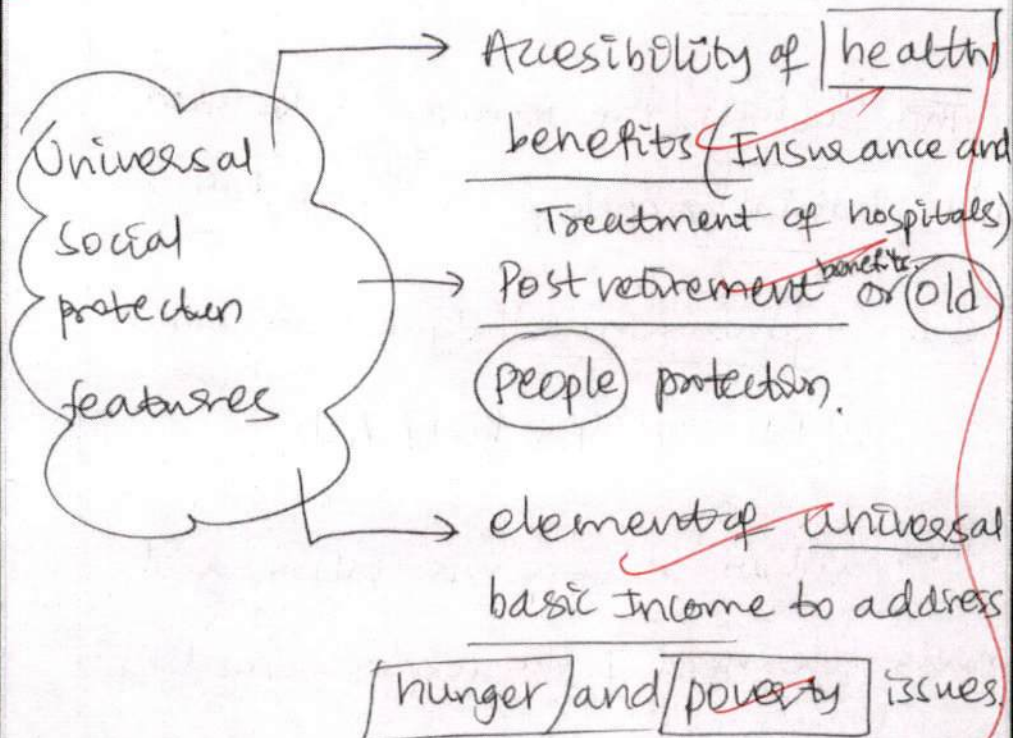 Universal
social
protection
features
Accesibility of health
benefits (Insurance and
Treatment of hospitals)
Post retirement benefits or old
people protection.
element of universal
basic Income to address
hunger and poverty issues.